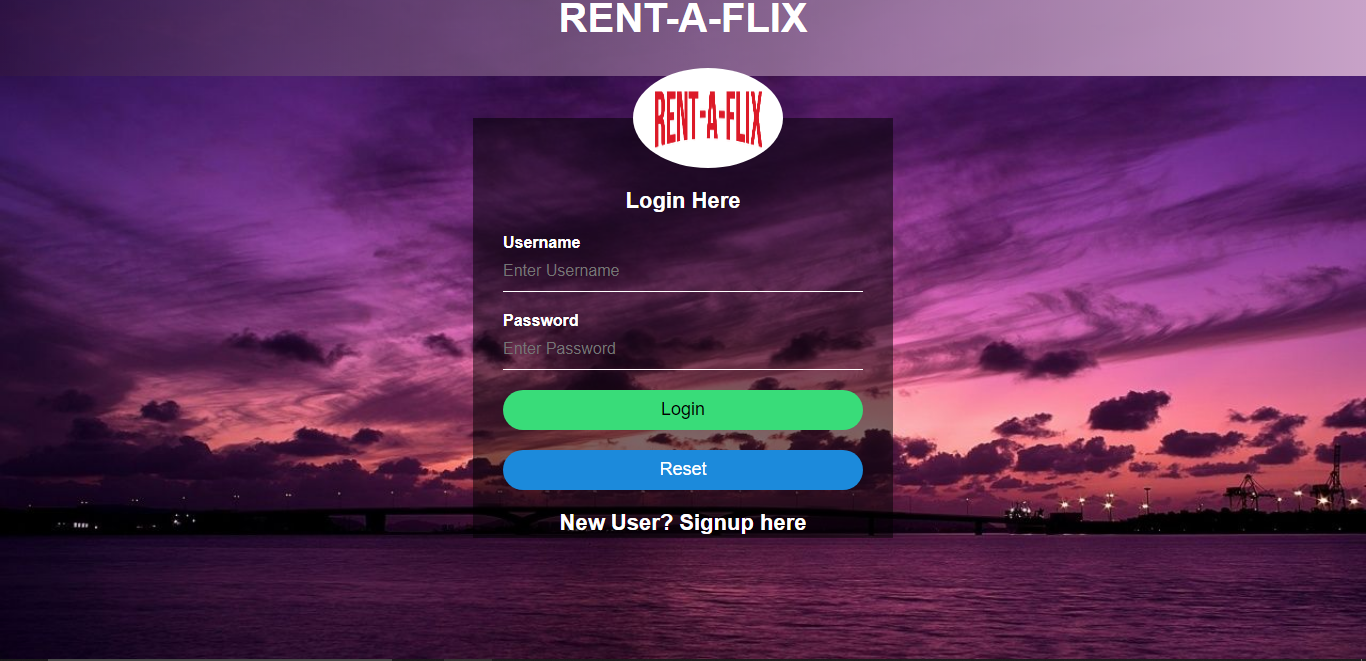 RENT-A-FLIX
RENT-A-FLIX
Login Here
Username
Enter Username
Password
Enter Password
Login
Reset
New User? Signup here